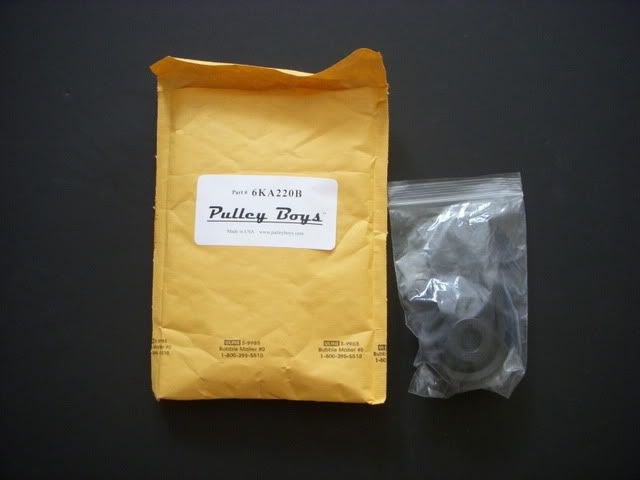 Part # 6KA220B
Pulley Boys™
Made in USA www.pulleyboys.com
ULINE S-9985
Bubble Mailer #0
1-800-295-5510
ULINE S-9985
Bubble Mailer #0
1-800-295-5510